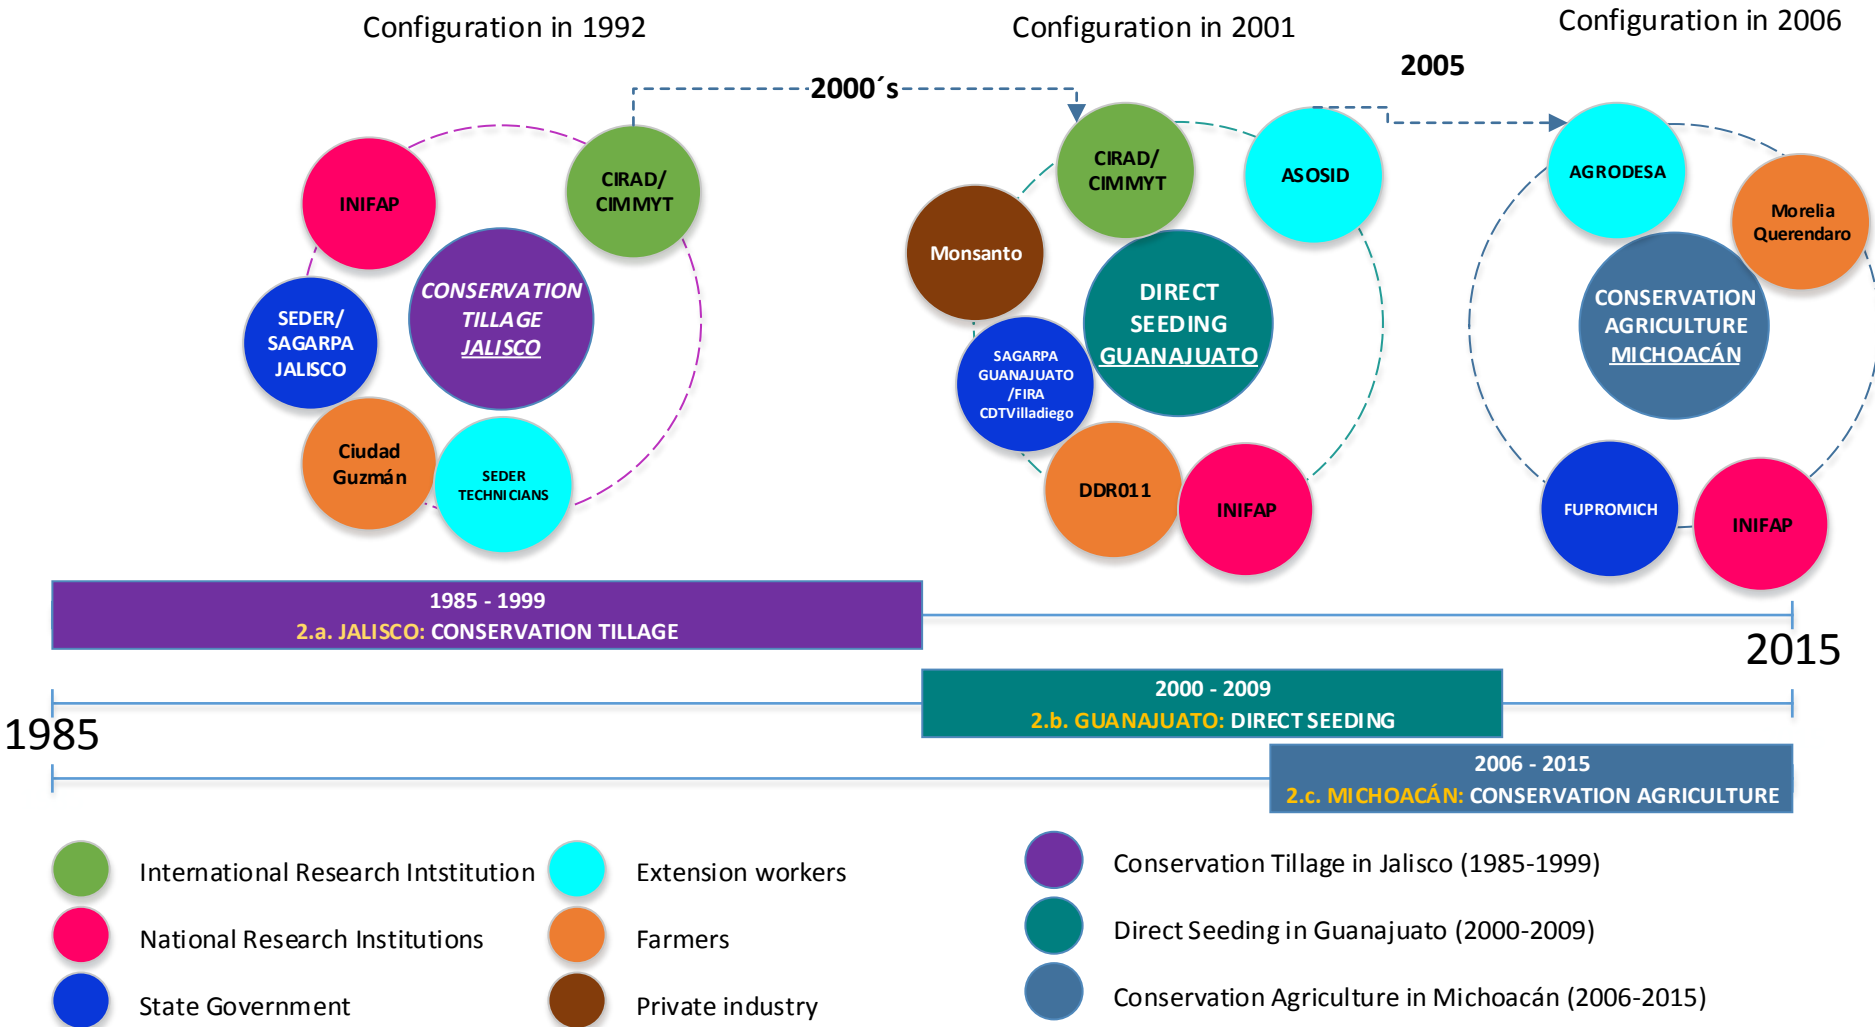 Configuration in 1992
Configuration in 2001
Configuration in 2006
2000´s
2005
INIFAP
CIRAD/
CIMMYT
CONSERVATION
TILLAGE
JALISCO
SEDER/
SAGARPA
JALISCO
Ciudad
Guzmán
SEDER
TECHNICIANS
CIRAD/
CIMMYT
ASOSID
Monsanto
DIRECT
SEEDING
GUANAJUATO
SAGARPA
GUANAJUATO
/FIRA
CDTVilladiego
DDR011
INIFAP
AGRODESA
Morelia
Querendaro
CONSERVATION
AGRICULTURE
MICHOACÁN
FUPROMICH
INIFAP
1985 - 1999
2.a. JALISCO: CONSERVATION TILLAGE
2015
2000 - 2009
2.b. GUANAJUATO: DIRECT SEEDING
1985
2006 - 2015
2.c. MICHOACÁN: CONSERVATION AGRICULTURE
International Research Intstitution
National Research Institutions
State Government
Extension workers
Farmers
Private industry
Conservation Tillage in Jalisco (1985-1999)
Direct Seeding in Guanajuato (2000-2009)
Conservation Agriculture in Michoacán (2006-2015)